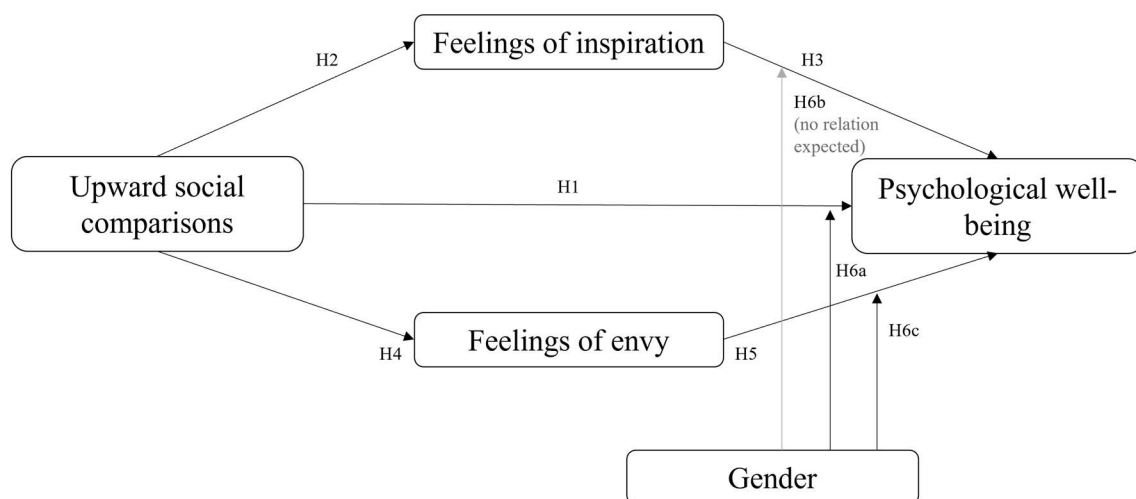 Feelings of inspiration
H2
H3
H6b
(no relation
expected)
Upward social
comparisons
H1
Psychological well-
being
H6a
Feelings of envy
H4
H5
H6c
Gender